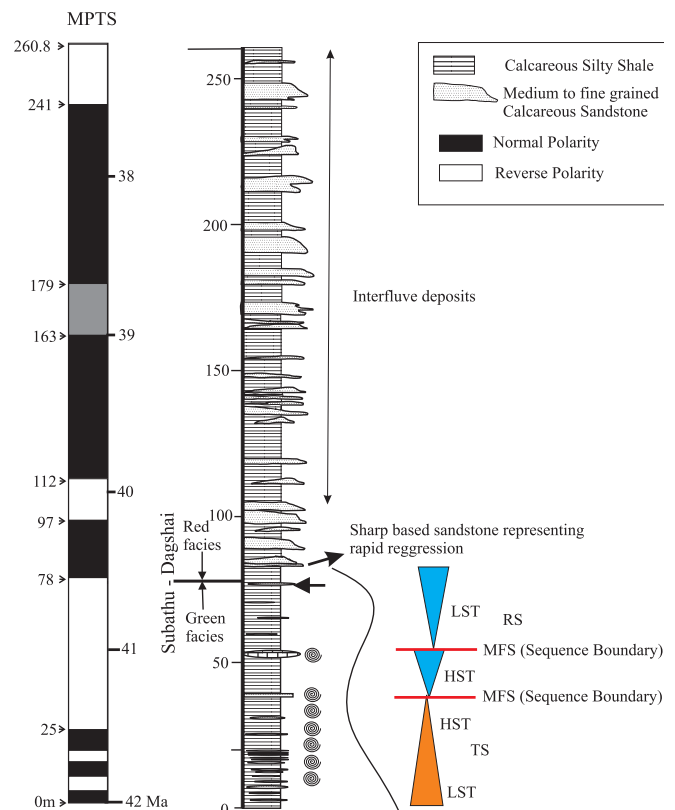 MPTS
260.8
241
38
179
39
163
112
40
97
78
41
25
0m
42 Ma
250
200
150
100
50
0
Subathu - Dagshai
Red
facies
Green
facies
Calcareous Silty Shale
Medium to fine grained
Calcareous Sandstone
Normal Polarity
Reverse Polarity
Interfluve deposits
Sharp based sandstone representing
rapid reggression
LST
RS
MFS (Sequence Boundary)
HST
MFS (Sequence Boundary)
HST
TS
LST